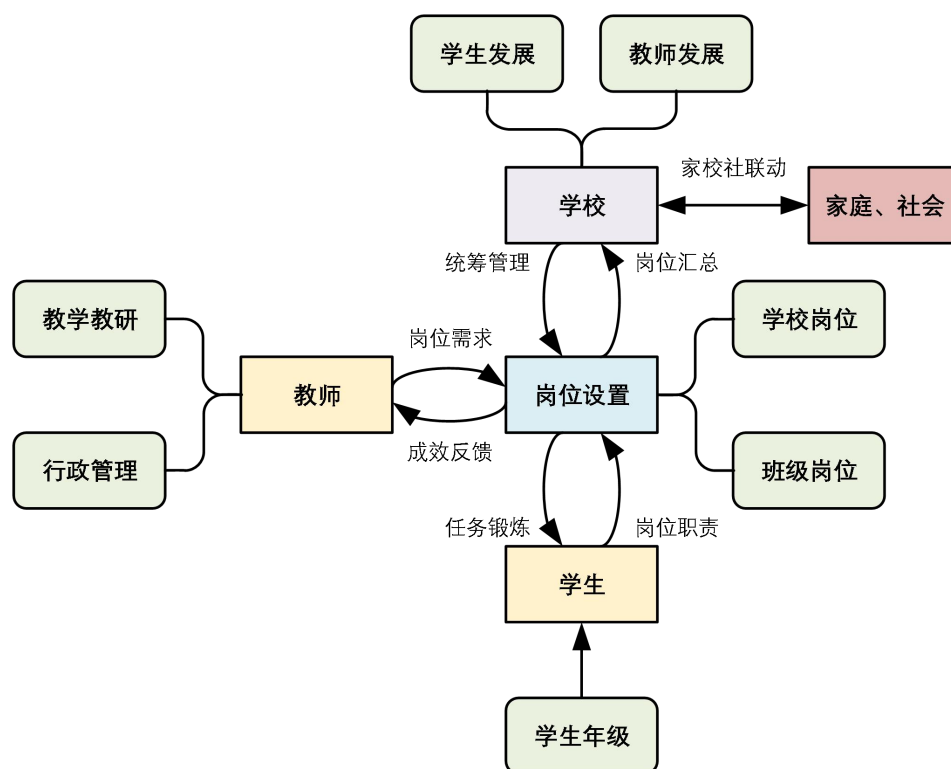 学生发展
教师发展
家校社联动
学校
家庭、社会
统筹管理
岗位汇总
教学教研
学校岗位
岗位需求
教师
岗位设置
成效反馈
行政管理
班级岗位
任务锻炼
岗位职责
学生
学生年级